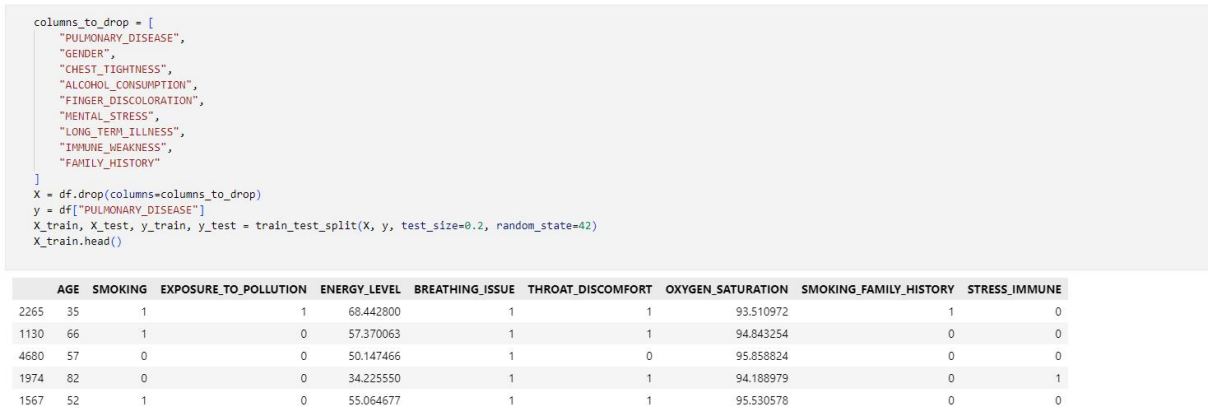 columns_to_drop = [
"PULMONARY_DISEASE",
"GENDER",
"CHEST_TIGHTNESS",
"ALCOHOL_CONSUMPTION",
"FINGER_DISCOLORATION",
"MENTAL_STRESS",
"LONG_TERM_ILLNESS",
"IMMUNE_WEAKNESS",
"FAMILY_HISTORY"
]
X = df.drop(columns=columns_to_drop)
y = df["PULMONARY_DISEASE"]
X_train, X_test, y_train, y_test = train_test_split(X, y, test_size=0.2, random_state=42)
X_train.head()
AGE SMOKING EXPOSURE_TO_POLLUTION ENERGY_LEVEL BREATHING_ISSUE THROAT_DISCOMFORT OXYGEN_SATURATION SMOKING_FAMILY_HISTORY STRESS_IMMUNE
2265 35 1 1 68.442800 1 1 93.510972 1 0
1130 66 1 0 57.370063 1 1 94.843254 0 0
4680 57 0 0 50.147466 1 0 95.858824 0 0
1974 82 0 0 34.225550 1 1 94.188979 0 1
1567 52 1 0 55.064677 1 1 95.530578 0 0